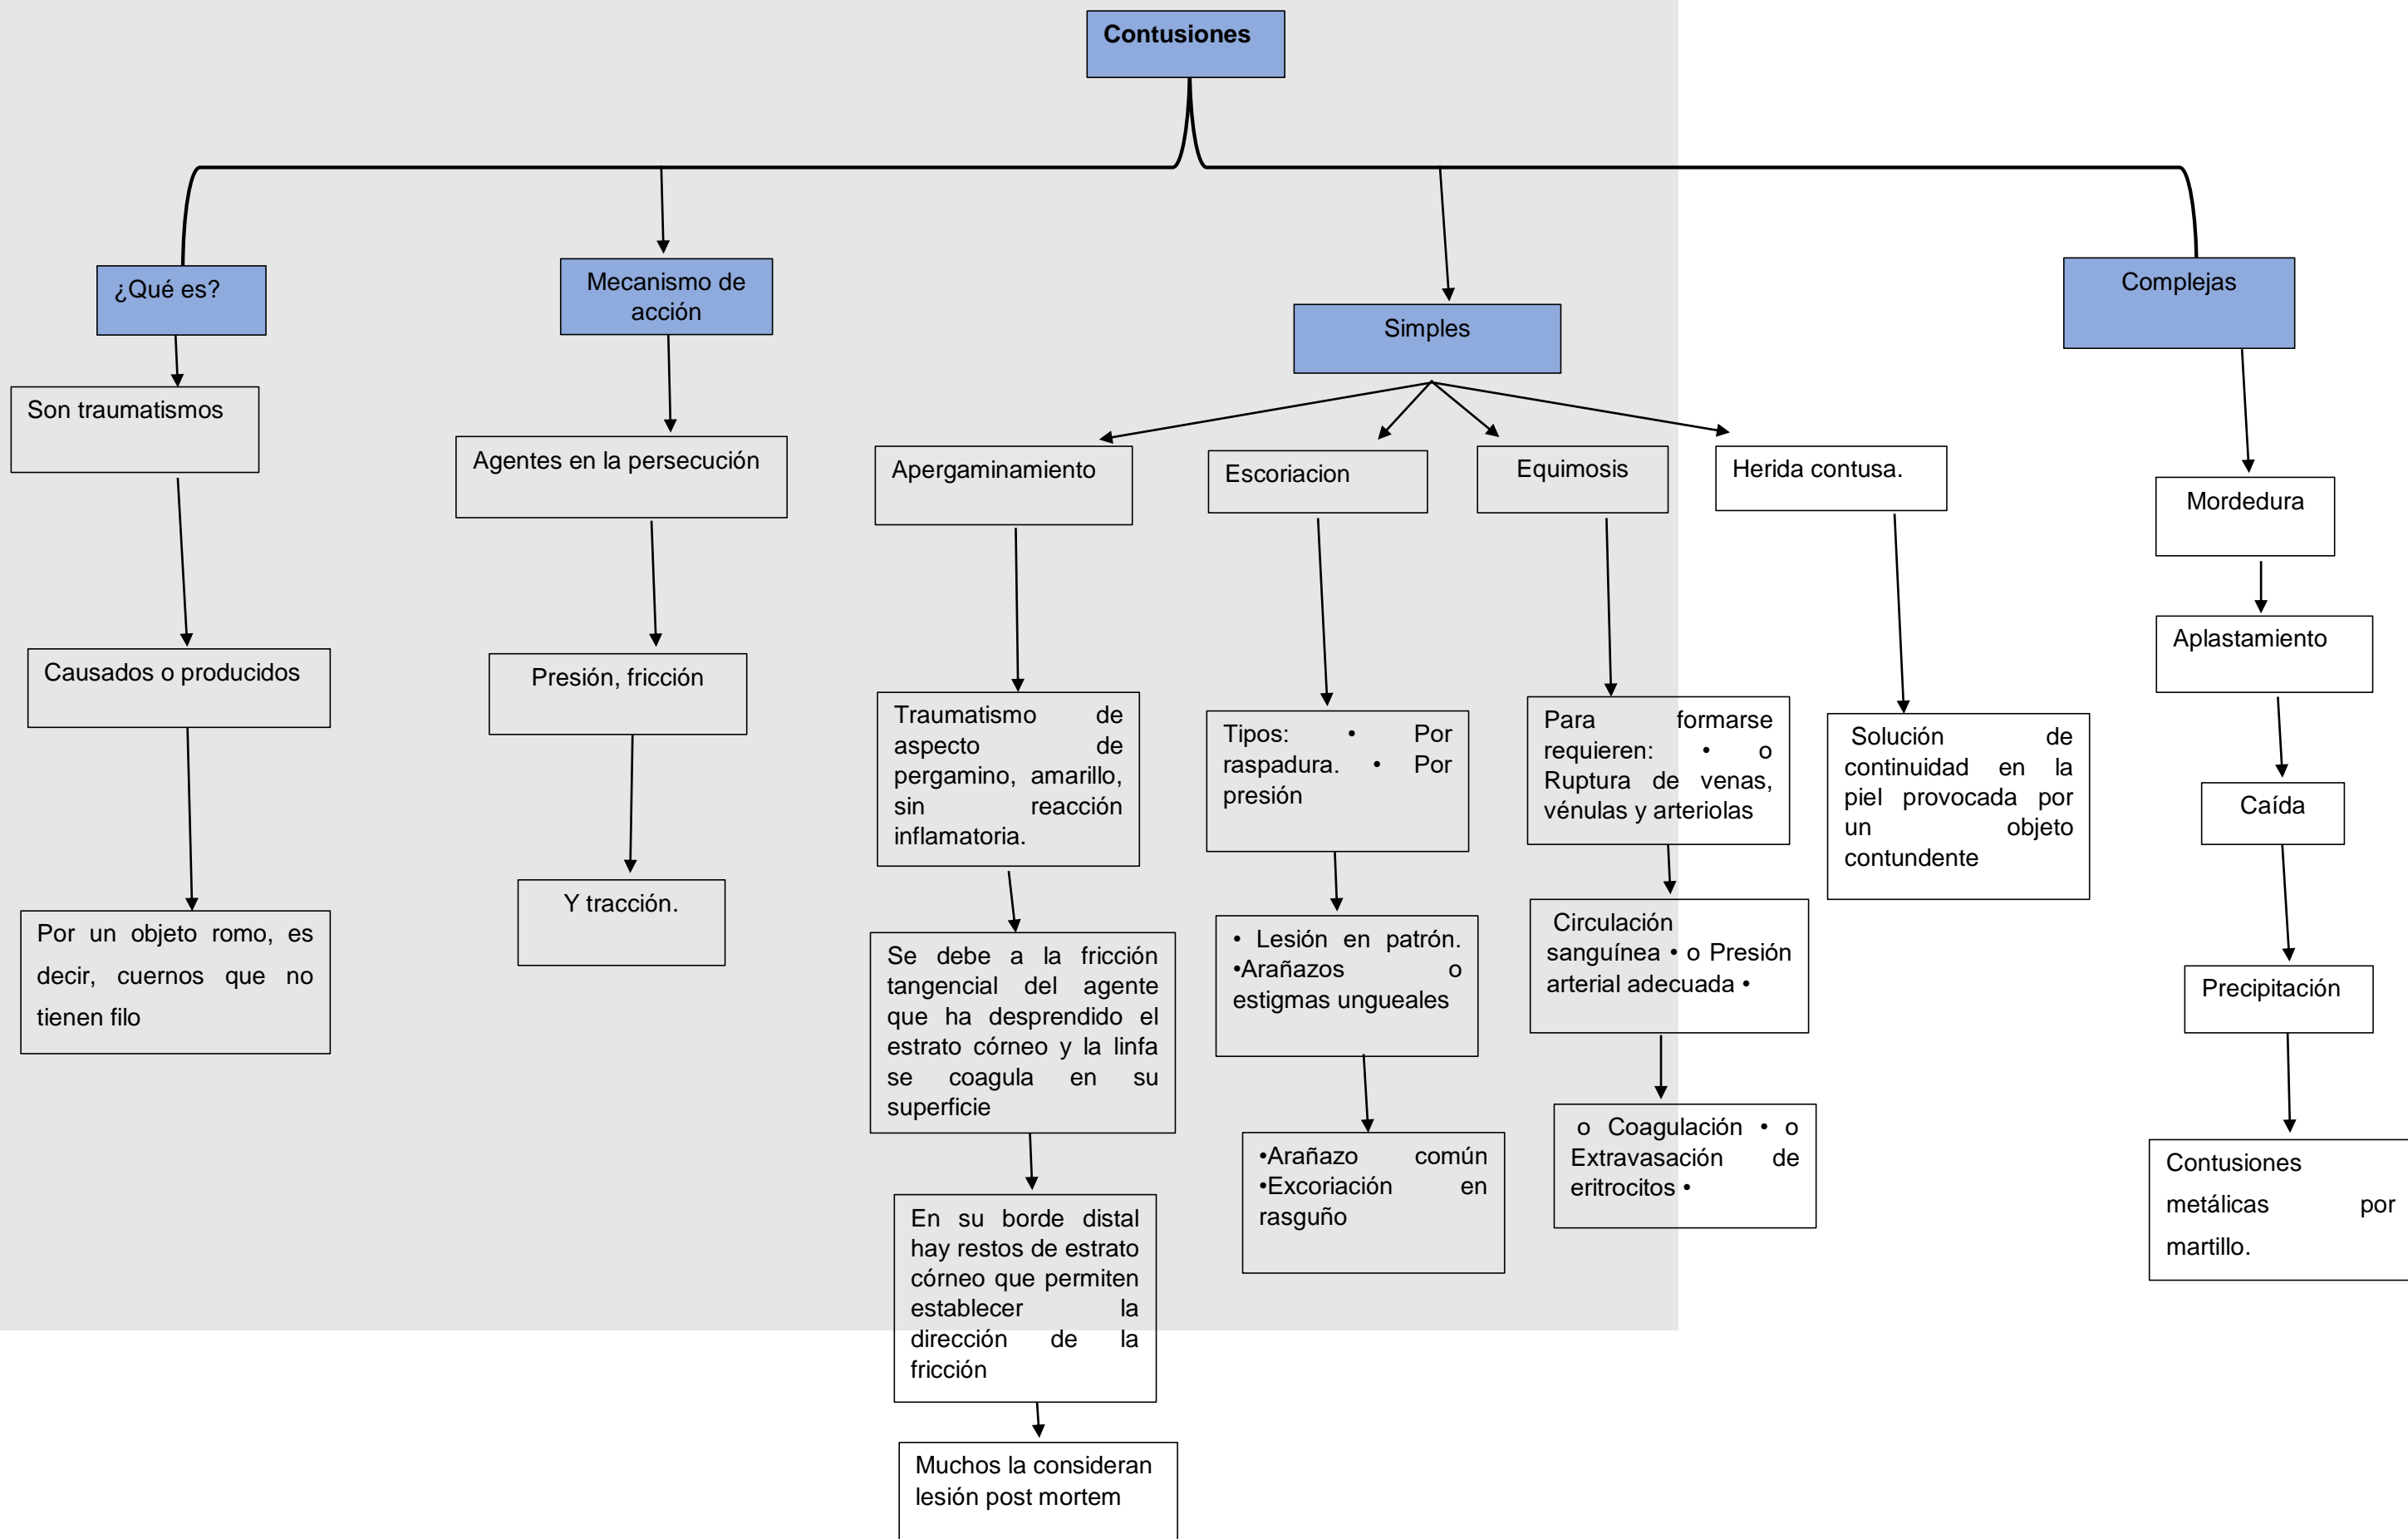 Contusiones
¿Qué es?
Son traumatismos
Causados o producidos
Por un objeto romo, es
decir, cuernos que no
tienen filo
Mecanismo de
acción
Agentes en la persecución
Presión, fricción
Y tracción.
Simples
Apergaminamiento
Traumatismo de
aspecto de
pergamino, amarillo,
sin reacción
inflamatoria.
Se debe a la fricción
tangencial del agente
que ha desprendido el
estrato córneo y la linfa
se coagula en su
superficie
En su borde distal
hay restos de estrato
córneo que permiten
establecer la
dirección de la
fricción
Muchos la consideran
lesión post mortem
Escoriacion
Tipos: • Por
raspadura. • Por
presión
• Lesión en patrón.
•Arañazos o
estigmas ungueales
•Arañazo común
•Excoriación en
rasguño
Equimosis
Para formarse
requieren: • o
Ruptura de venas,
vénulas y arteriolas
Circulación
sanguínea • o Presión
arterial adecuada •
o Coagulación • o
Extravasación de
eritrocitos •
Herida contusa.
Solución de
continuidad en la
piel provocada por
un objeto
contundente
Complejas
Mordedura
Aplastamiento
Caída
Precipitación
Contusiones
metálicas por
martillo.